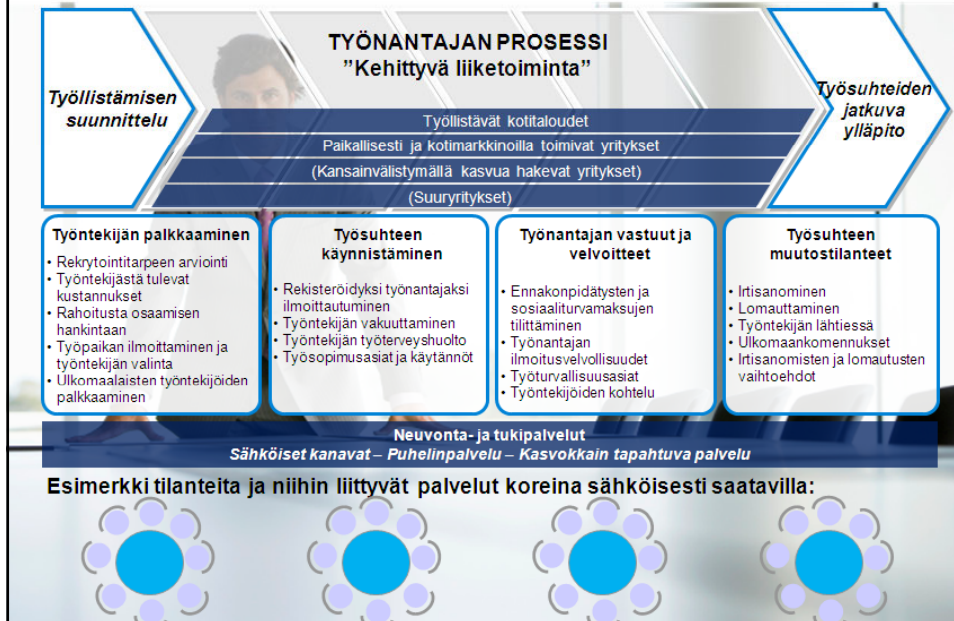 TYÖNANTAJAN PROSESSI
”Kehittyvä liiketoiminta”
Työllistämisen
suunnittelu
Työsuhteiden
jatkuva
ylläpito
Työllistävät kotitaloudet
Paikallisesti ja kotimarkkinoilla toimivat yritykset
(Kansainvälistymällä kasvua hakevat yritykset)
(Suuryritykset)
Työntekijän palkkaaminen
• Rekrytointitarpeen arviointi
• Työntekijästä tulevat
kustannukset
• Rahoitusta osaamisen
hankintaan
• Työpaikan ilmoittaminen ja
työntekijän valinta
• Ulkomaalaisten työntekijöiden
palkkaaminen
Työsuhteen
käynnistäminen
• Rekisteröidyksi työnantajaksi
ilmoittautuminen
• Työntekijän vakuuttaminen
• Työntekijän työterveyshuolto
• Työsopimusasiat ja käytännöt
Työnantajan vastuut ja
velvoitteet
• Ennakonpidätysten ja
sosiaaliturvamaksujen
tilittäminen
• Työnantajan
ilmoitusvelvollisuudet
• Työturvallisuusasiat
• Työntekijöiden kohtelu
Työsuhteen
muutostilanteet
• Irtisanominen
• Lomauttaminen
• Työntekijän lähtiessä
• Ulkomaankomennukset
• Irtisanomisten ja lomautusten
vaihtoehdot
Neuvonta- ja tukipalvelut
Sähköiset kanavat – Puhelinpalvelu – Kasvokkain tapahtuva palvelu
Esimerkki tilanteita ja niihin liittyvät palvelut koreina sähköisesti saatavilla: